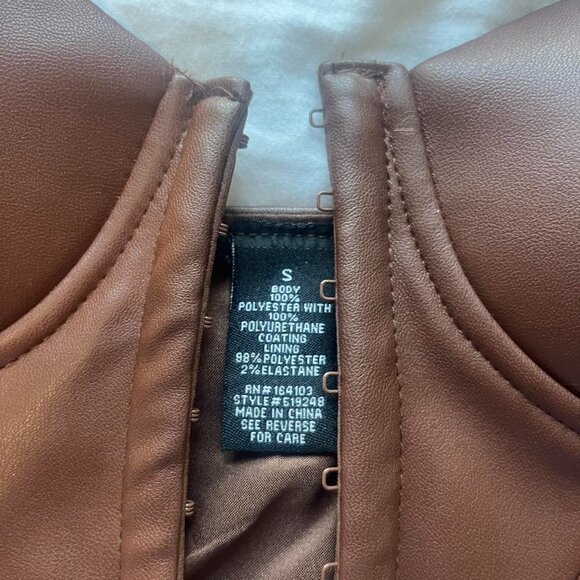 S
BODY
100%
POLYESTER WITH
100%
POLYURETHANE
COATING
LINING
98%POLYESTER
2%ELASTANE
RN#164103
STYLE#619248
MADE IN CHINA
SEE REVERSE
FOR CARE